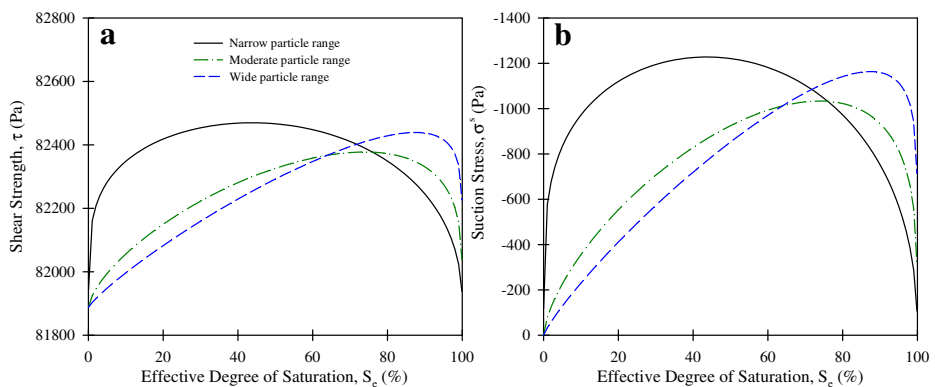 a
Narrow particle range
Moderate particle range
Wide particle range
82800
82600
82400
82200
82000
81800
Shear Strength, τ (Pa)
0 20 40 60 80 100
Effective Degree of Saturation, Sₑ (%)
b
-1400
-1200
-1000
-800
-600
-400
-200
0
Suction Stress, σˢ (Pa)
0 20 40 60 80 100
Effective Degree of Saturation, Sₑ (%)